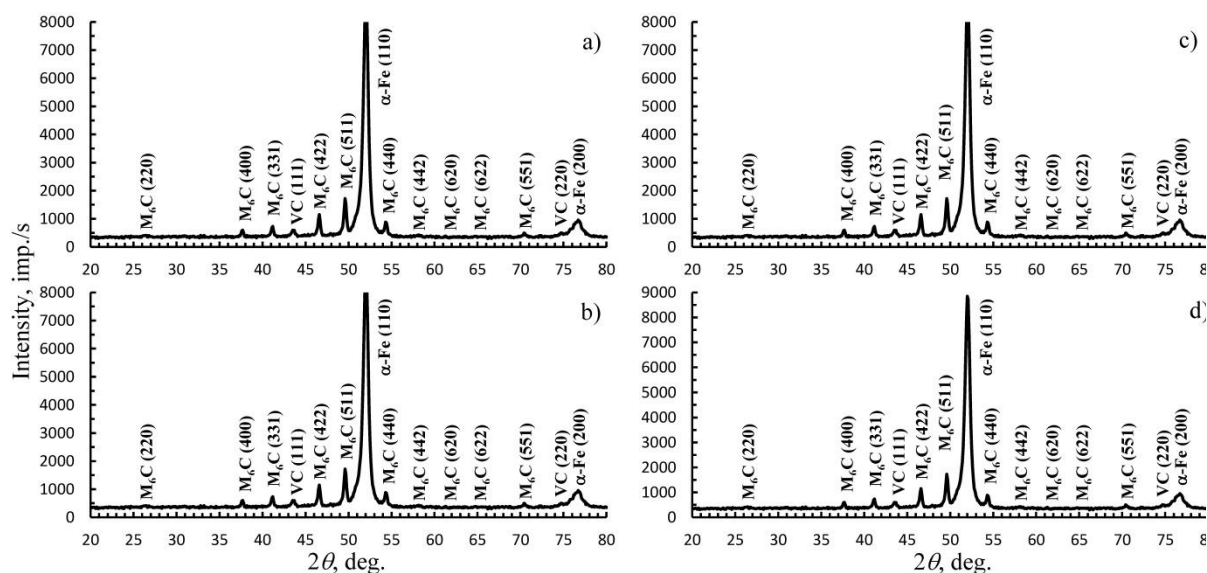 Intensity, imp./s
a)
8000
7000
6000
5000
4000
3000
2000
1000
0
M₆C (220)
M₆C (400)
M₆C (331)
VC (111)
M₆C (422)
M₆C (511)
α-Fe (110)
M₆C (440)
M₆C (442)
M₆C (620)
M₆C (622)
M₆C (551)
VC (220)
α-Fe (200)
20 25 30 35 40 45 50 55 60 65 70 75 80
c)
8000
7000
6000
5000
4000
3000
2000
1000
0
M₆C (220)
M₆C (400)
M₆C (331)
VC (111)
M₆C (422)
M₆C (511)
α-Fe (110)
M₆C (440)
M₆C (442)
M₆C (620)
M₆C (622)
M₆C (551)
VC (220)
α-Fe (200)
20 25 30 35 40 45 50 55 60 65 70 75 80
b)
8000
7000
6000
5000
4000
3000
2000
1000
0
M₆C (220)
M₆C (400)
M₆C (331)
VC (111)
M₆C (422)
M₆C (511)
α-Fe (110)
M₆C (440)
M₆C (442)
M₆C (620)
M₆C (622)
M₆C (551)
VC (220)
α-Fe (200)
20 25 30 35 40 45 50 55 60 65 70 75 80
2θ, deg.
d)
9000
8000
7000
6000
5000
4000
3000
2000
1000
0
M₆C (220)
M₆C (400)
M₆C (331)
VC (111)
M₆C (422)
M₆C (511)
α-Fe (110)
M₆C (440)
M₆C (442)
M₆C (620)
M₆C (622)
M₆C (551)
VC (220)
α-Fe (200)
20 25 30 35 40 45 50 55 60 65 70 75 80
2θ, deg.